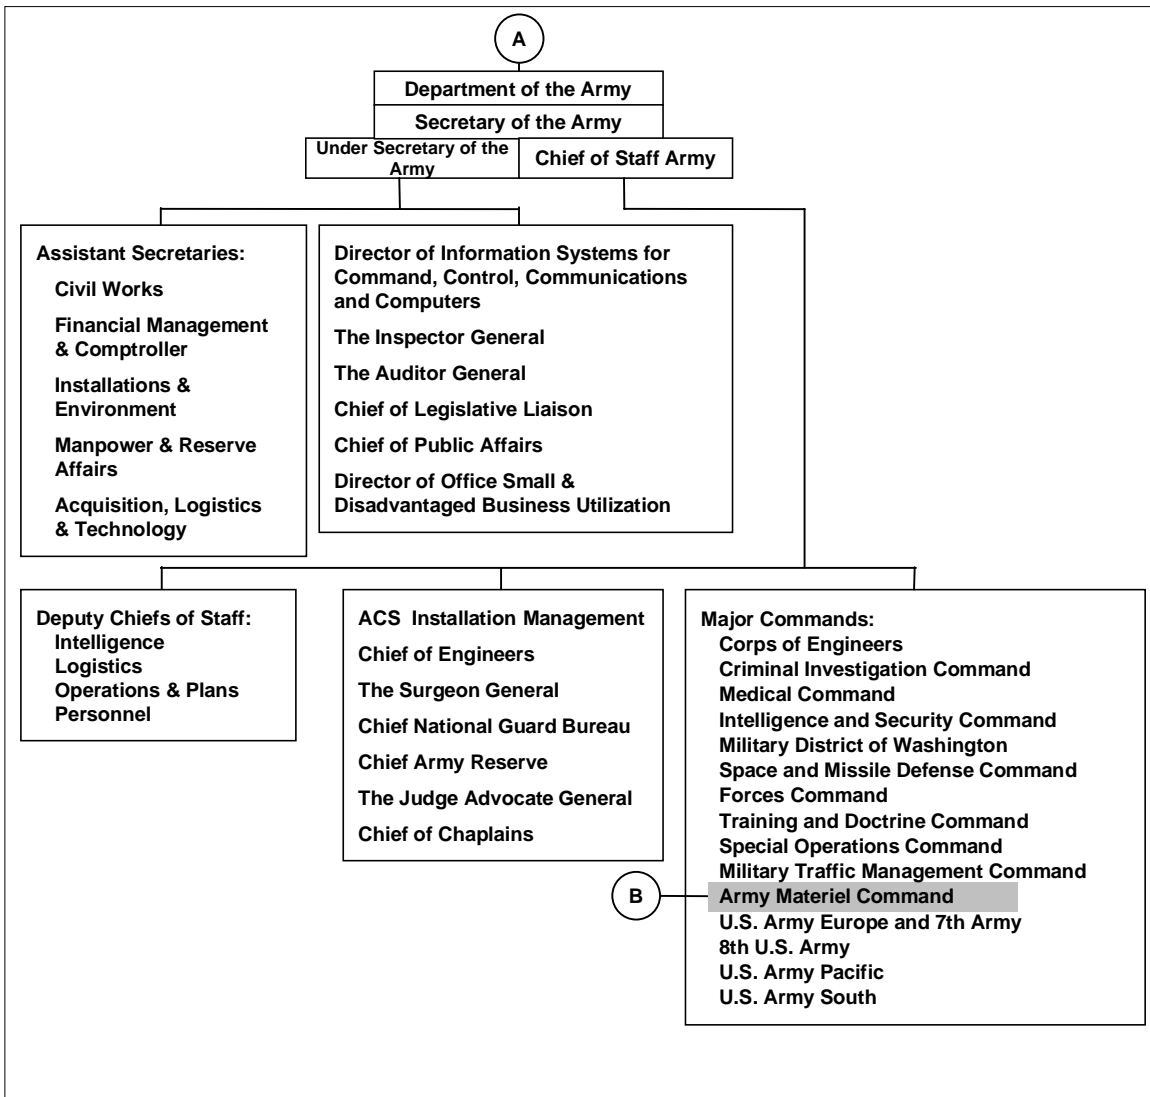 A
Department of the Army
Secretary of the Army
Under Secretary of the
Army
Chief of Staff Army
Assistant Secretaries:
Civil Works
Financial Management
& Comptroller
Installations &
Environment
Manpower & Reserve
Affairs
Acquisition, Logistics
& Technology
Director of Information Systems for
Command, Control, Communications
and Computers
The Inspector General
The Auditor General
Chief of Legislative Liaison
Chief of Public Affairs
Director of Office Small &
Disadvantaged Business Utilization
Deputy Chiefs of Staff:
Intelligence
Logistics
Operations & Plans
Personnel
ACS Installation Management
Chief of Engineers
The Surgeon General
Chief National Guard Bureau
Chief Army Reserve
The Judge Advocate General
Chief of Chaplains
Major Commands:
Corps of Engineers
Criminal Investigation Command
Medical Command
Intelligence and Security Command
Military District of Washington
Space and Missile Defense Command
Forces Command
Training and Doctrine Command
Special Operations Command
Military Traffic Management Command
B
Army Materiel Command
U.S. Army Europe and 7th Army
8th U.S. Army
U.S. Army Pacific
U.S. Army South